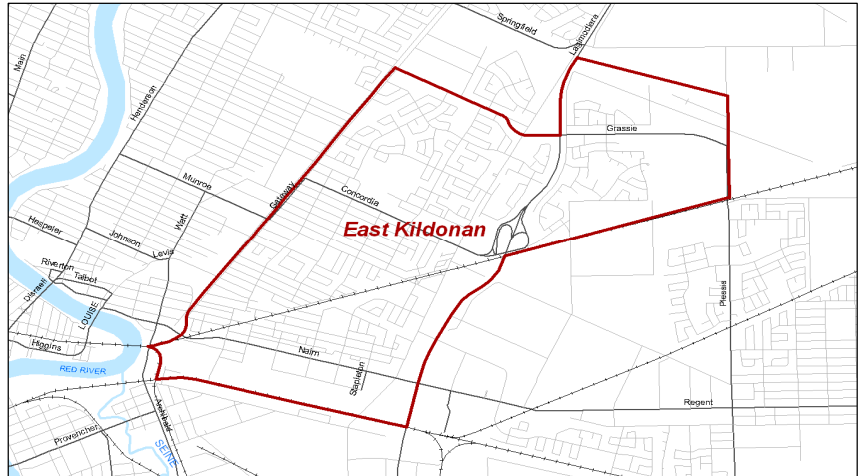 Springfield
Lagimodiere
Main
Henderson
Grassie
Munroe
Gateway
Concordia
Watt
Hespeler
Johnson
East Kildonan
Levis
Riverton
Talbot
Disraeli
LOUISE
Plessis
Higgins
Nairn
RED RIVER
Stapleton
Regent
Archibald
Provencher
SEINE